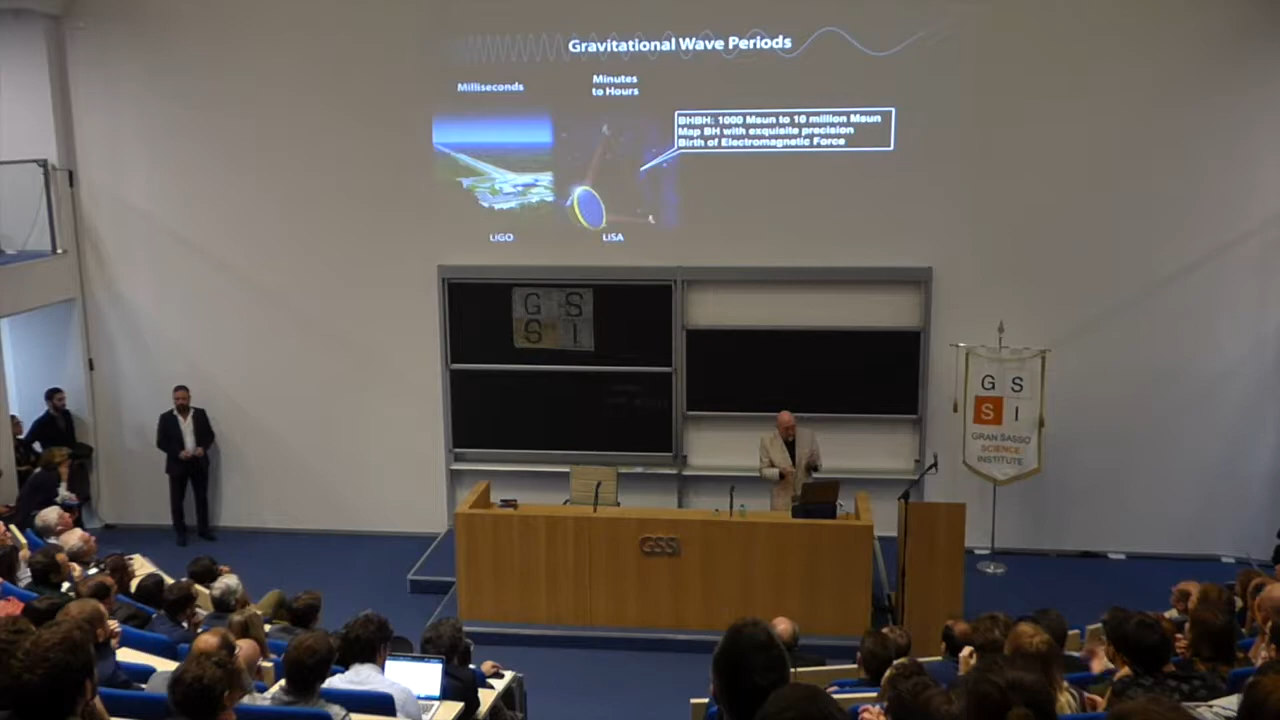 Gravitational Wave Periods
Milliseconds
Minutes
to Hours
BHBH: 1000 Msun to 10 million Msun
Map BH with exquisite precision
Birth of Electromagnetic Force
LIGO
LISA
G S
S I
G S
S I
GRAN SASSO
SCIENCE
INSTITUTE
GSSI